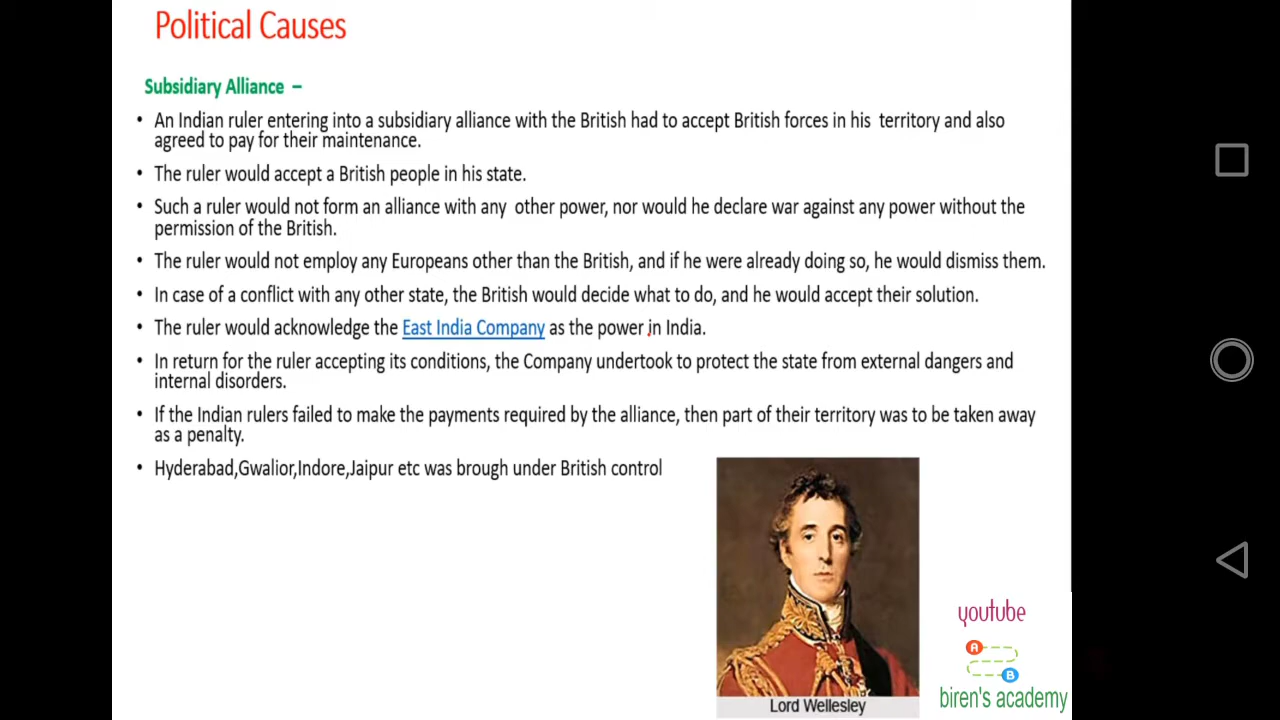 Political Causes
Subsidiary Alliance –
• An Indian ruler entering into a subsidiary alliance with the British had to accept British forces in his territory and also
agreed to pay for their maintenance.
• The ruler would accept a British people in his state.
• Such a ruler would not form an alliance with any other power, nor would he declare war against any power without the
permission of the British.
• The ruler would not employ any Europeans other than the British, and if he were already doing so, he would dismiss them.
• In case of a conflict with any other state, the British would decide what to do, and he would accept their solution.
• The ruler would acknowledge the East India Company as the power in India.
• In return for the ruler accepting its conditions, the Company undertook to protect the state from external dangers and
internal disorders.
• If the Indian rulers failed to make the payments required by the alliance, then part of their territory was to be taken away
as a penalty.
• Hyderabad,Gwalior,Indore,Jaipur etc was brough under British control
Lord Wellesley
youtube
A
B
biren's academy